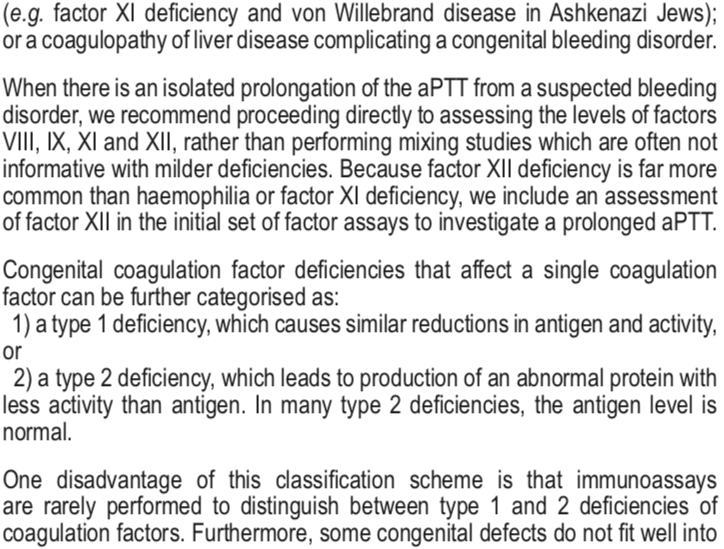 (e.g. factor XI deficiency and von Willebrand disease in Ashkenazi Jews);
or a coagulopathy of liver disease complicating a congenital bleeding disorder.
When there is an isolated prolongation of the aPTT from a suspected bleeding
disorder, we recommend proceeding directly to assessing the levels of factors
VIII, IX, XI and XII, rather than performing mixing studies which are often not
informative with milder deficiencies. Because factor XII deficiency is far more
common than haemophilia or factor XI deficiency, we include an assessment
of factor XII in the initial set of factor assays to investigate a prolonged aPTT.
Congenital coagulation factor deficiencies that affect a single coagulation
factor can be further categorised as:
1) a type 1 deficiency, which causes similar reductions in antigen and activity,
or
2) a type 2 deficiency, which leads to production of an abnormal protein with
less activity than antigen. In many type 2 deficiencies, the antigen level is
normal.
One disadvantage of this classification scheme is that immunoassays
are rarely performed to distinguish between type 1 and 2 deficiencies of
coagulation factors. Furthermore, some congenital defects do not fit well into